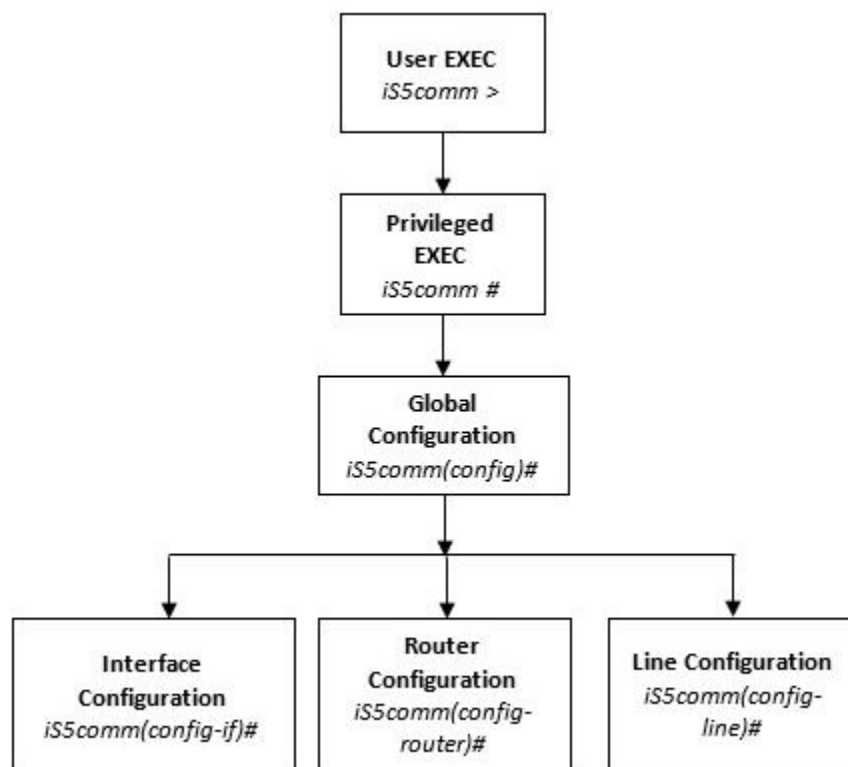 User EXEC
iS5comm >
Privileged
EXEC
iS5comm #
Global
Configuration
iS5comm(config)#
Interface
Configuration
iS5comm(config-if)#
Router
Configuration
iS5comm(config-
router)#
Line Configuration
iS5comm(config-
line)#